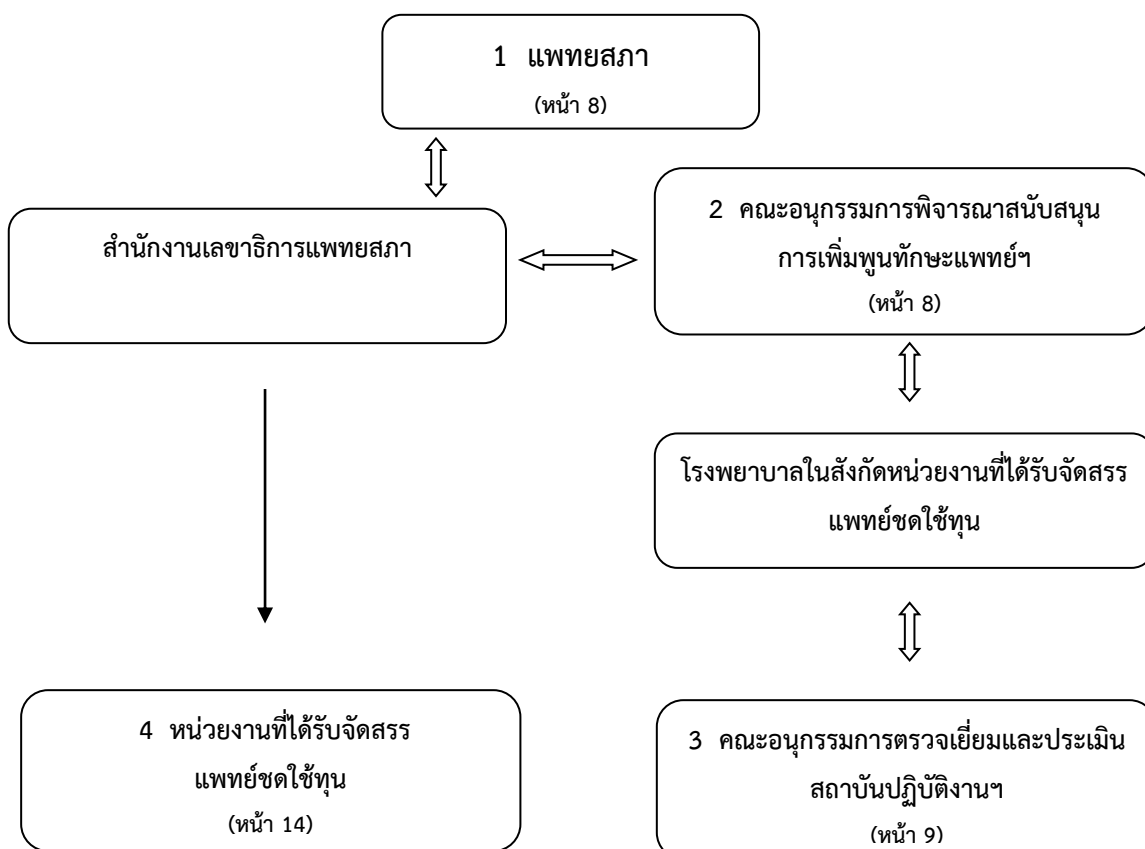 1 แพทยสภา
(หน้า 8)
สำนักงานเลขาธิการแพทยสภา
2 คณะอนุกรรมการพิจารณาสนับสนุน
การเพิ่มพูนทักษะแพทย์ฯ
(หน้า 8)
โรงพยาบาลในสังกัดหน่วยงานที่ได้รับจัดสรร
แพทย์ชดใช้ทุน
4 หน่วยงานที่ได้รับจัดสรร
แพทย์ชดใช้ทุน
(หน้า 14)
3 คณะอนุกรรมการตรวจเยี่ยมและประเมิน
สถาบันปฏิบัติงานฯ
(หน้า 9)